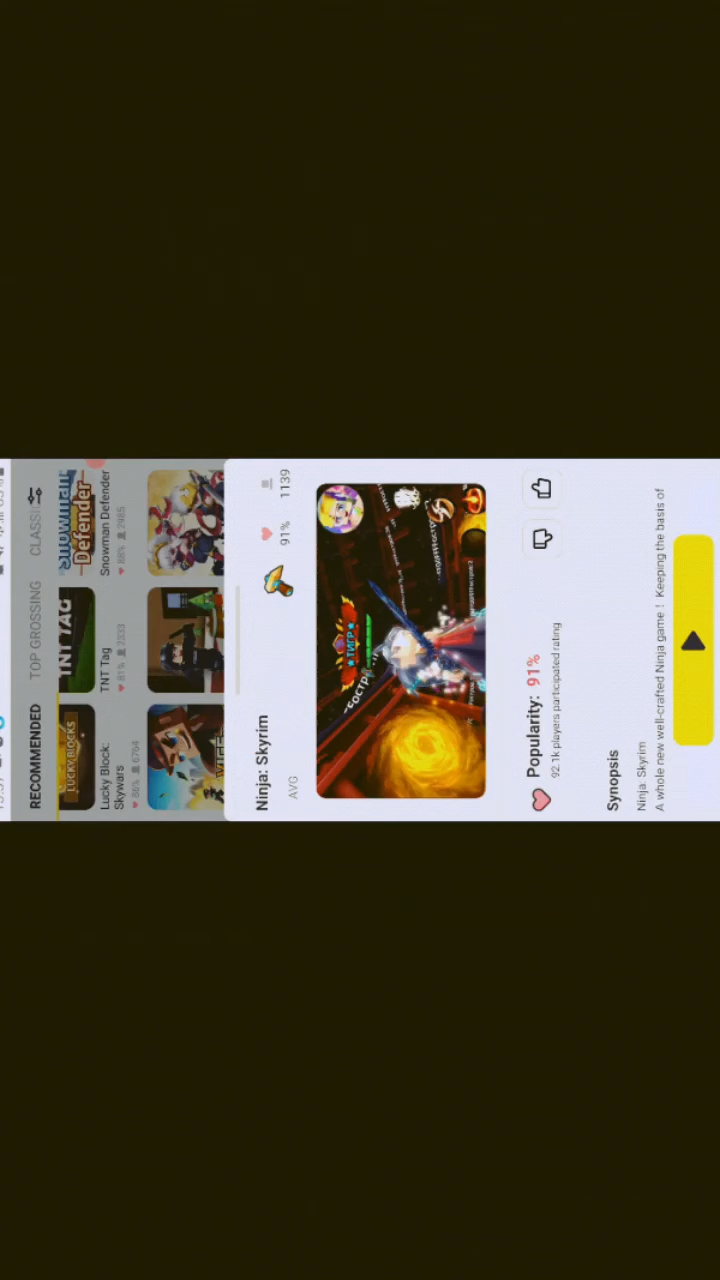 RECOMMENDED
TOP GROSSING
LUCKY BLOCKS
TNT TAG
Snowman
Defender
Lucky Block:
Skywars
86% 6764
TNT Tag
81% 2333
Snowman Defender
88% 2985
Ninja: Skyrim
AVG
91%
1139
★ТИГР★
Popularity: 91%
92.1k players participated rating
Synopsis
Ninja: Skyrim
A whole new well-crafted Ninja game ! Keeping the basis of